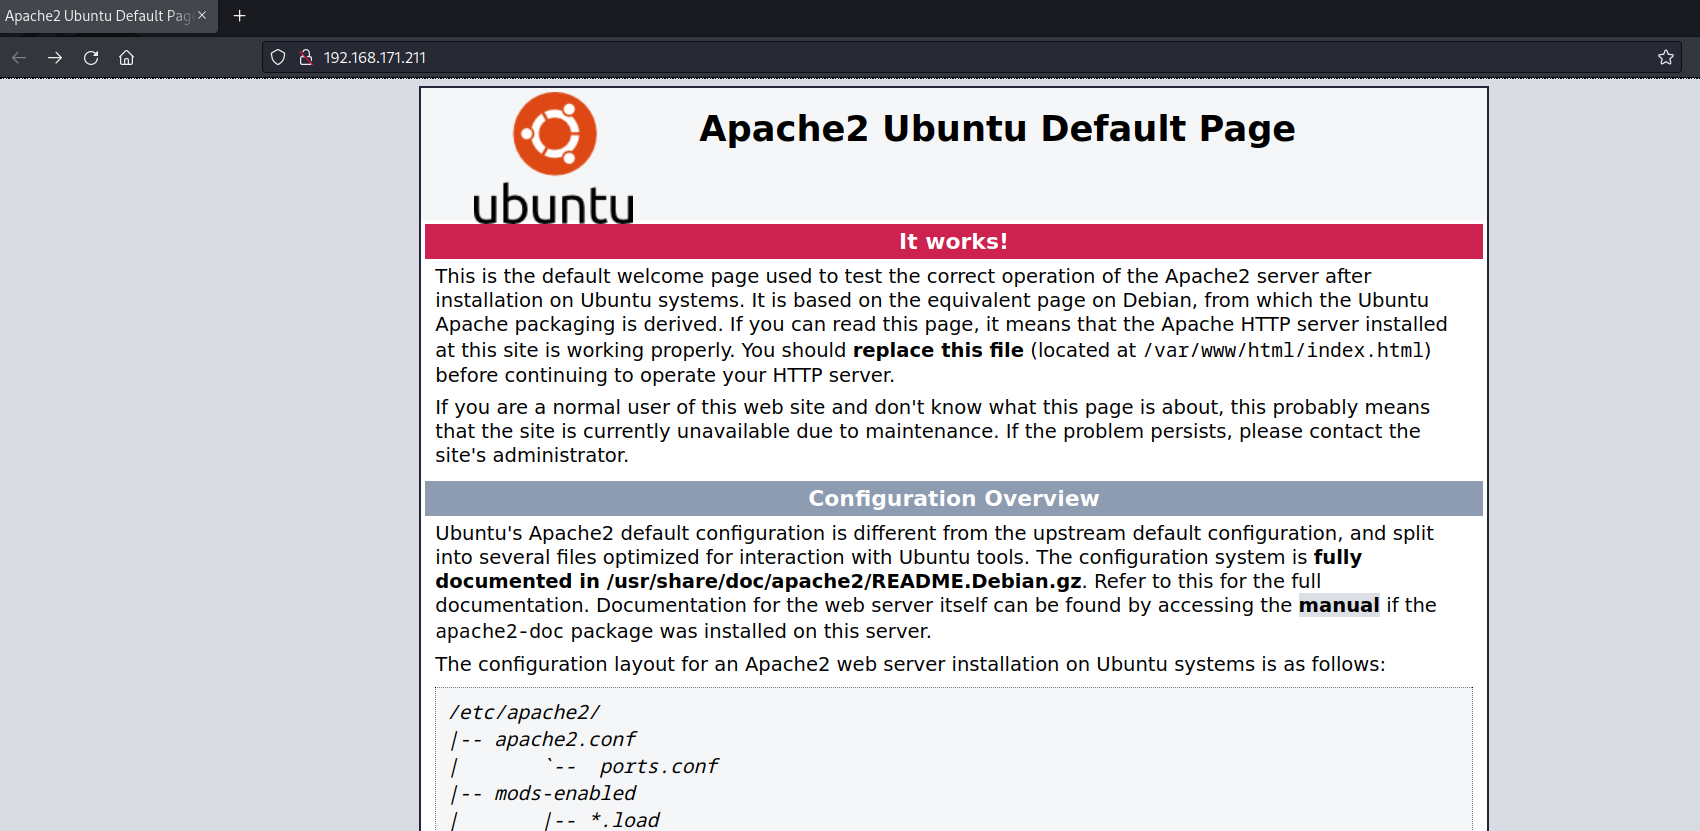 Apache2 Ubuntu Default Pag
192.168.171.211
ubuntu
Apache2 Ubuntu Default Page
It works!
This is the default welcome page used to test the correct operation of the Apache2 server after
installation on Ubuntu systems. It is based on the equivalent page on Debian, from which the Ubuntu
Apache packaging is derived. If you can read this page, it means that the Apache HTTP server installed
at this site is working properly. You should replace this file (located at /var/www/html/index.html)
before continuing to operate your HTTP server.
If you are a normal user of this web site and don't know what this page is about, this probably means
that the site is currently unavailable due to maintenance. If the problem persists, please contact the
site's administrator.
Configuration Overview
Ubuntu's Apache2 default configuration is different from the upstream default configuration, and split
into several files optimized for interaction with Ubuntu tools. The configuration system is fully
documented in /usr/share/doc/apache2/README.Debian.gz. Refer to this for the full
documentation. Documentation for the web server itself can be found by accessing the manual if the
apache2-doc package was installed on this server.
The configuration layout for an Apache2 web server installation on Ubuntu systems is as follows:
/etc/apache2/
|-- apache2.conf
|       `--  ports.conf
|-- mods-enabled
|       |-- *.load